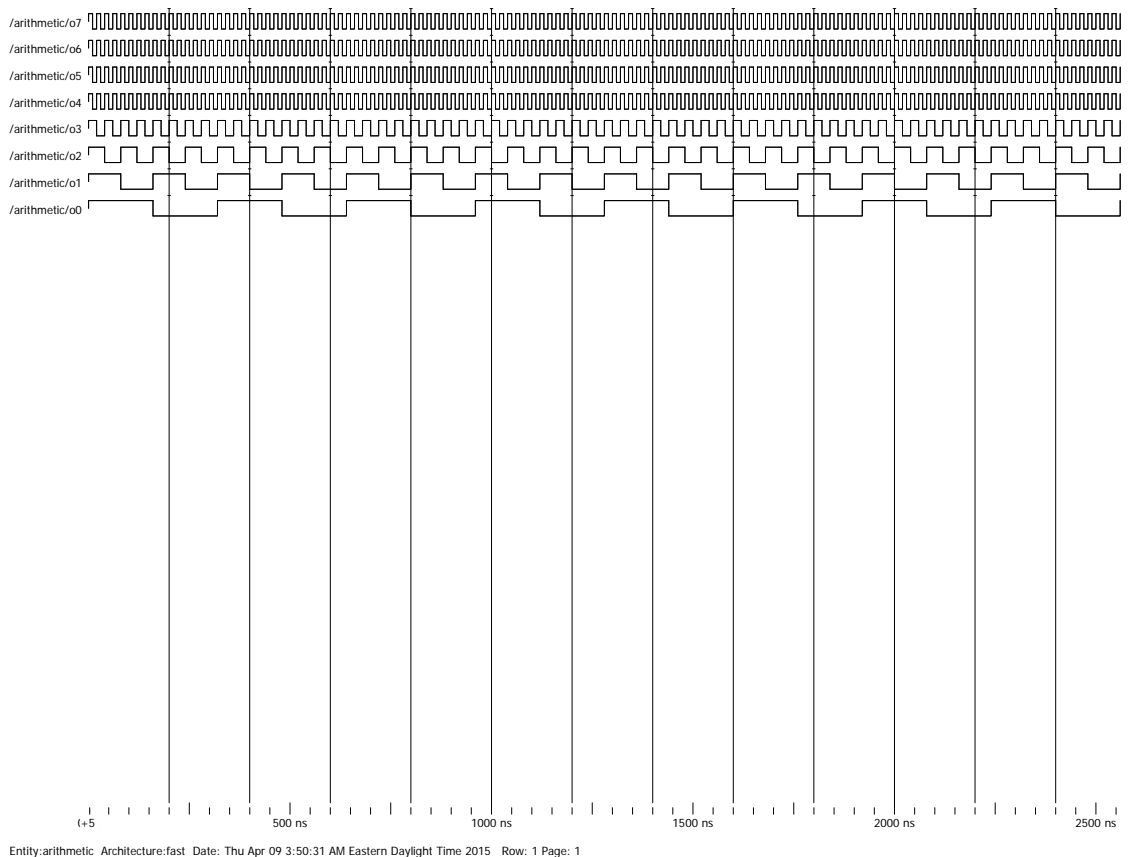 /arithmetic/o7
/arithmetic/o6
/arithmetic/o5
/arithmetic/o4
/arithmetic/o3
/arithmetic/o2
/arithmetic/o1
/arithmetic/o0
(+5 500 ns 1000 ns 1500 ns 2000 ns 2500 ns
Entity:arithmetic Architecture:fast Date: Thu Apr 09 3:50:31 AM Eastern Daylight Time 2015 Row: 1 Page: 1